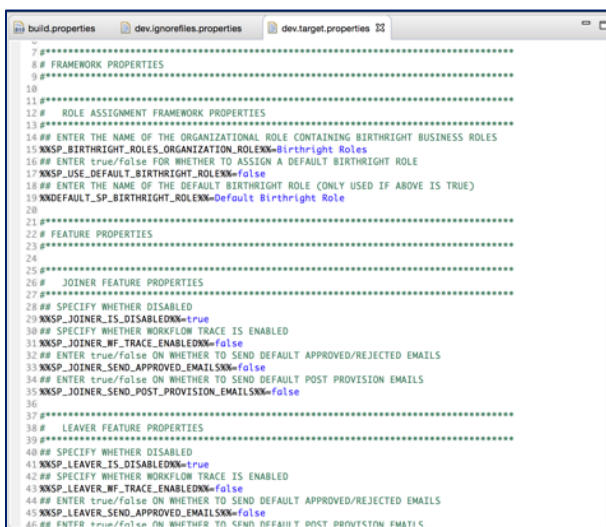 build.properties dev.ignorefiles.properties dev.target.properties
7 #******************************************************************************
8 # FRAMEWORK PROPERTIES
9 #******************************************************************************
10
11 #******************************************************************************
12 #   ROLE ASSIGNMENT FRAMEWORK PROPERTIES
13 #******************************************************************************
14 ## ENTER THE NAME OF THE ORGANIZATIONAL ROLE CONTAINING BIRTHRIGHT BUSINESS ROLES
15 %%SP_BIRTHRIGHT_ROLES_ORGANIZATION_ROLE%%=Birthright Roles
16 ## ENTER true/false FOR WHETHER TO ASSIGN A DEFAULT BIRTHRIGHT ROLE
17 %%SP_USE_DEFAULT_BIRTHRIGHT_ROLE%%=false
18 ## ENTER THE NAME OF THE DEFAULT BIRTHRIGHT ROLE (ONLY USED IF ABOVE IS TRUE)
19 %%DEFAULT_SP_BIRTHRIGHT_ROLE%%=Default Birthright Role
20
21 #******************************************************************************
22 # FEATURE PROPERTIES
23 #******************************************************************************
24
25 #******************************************************************************
26 #   JOINER FEATURE PROPERTIES
27 #******************************************************************************
28 ## SPECIFY WHETHER DISABLED
29 %%SP_JOINER_IS_DISABLED%%=true
30 ## SPECIFY WHETHER WORKFLOW TRACE IS ENABLED
31 %%SP_JOINER_WF_TRACE_ENABLED%%=false
32 ## ENTER true/false ON WHETHER TO SEND DEFAULT APPROVED/REJECTED EMAILS
33 %%SP_JOINER_SEND_APPROVED_EMAILS%%=false
34 ## ENTER true/false ON WHETHER TO SEND DEFAULT POST PROVISION EMAILS
35 %%SP_JOINER_SEND_POST_PROVISION_EMAILS%%=false
36
37 #******************************************************************************
38 #   LEAVER FEATURE PROPERTIES
39 #******************************************************************************
40 ## SPECIFY WHETHER DISABLED
41 %%SP_LEAVER_IS_DISABLED%%=true
42 ## SPECIFY WHETHER WORKFLOW TRACE IS ENABLED
43 %%SP_LEAVER_WF_TRACE_ENABLED%%=false
44 ## ENTER true/false ON WHETHER TO SEND DEFAULT APPROVED/REJECTED EMAILS
45 %%SP_LEAVER_SEND_APPROVED_EMAILS%%=false
46 ## ENTER true/false ON WHETHER TO SEND DEFAULT POST PROVISION EMAILS